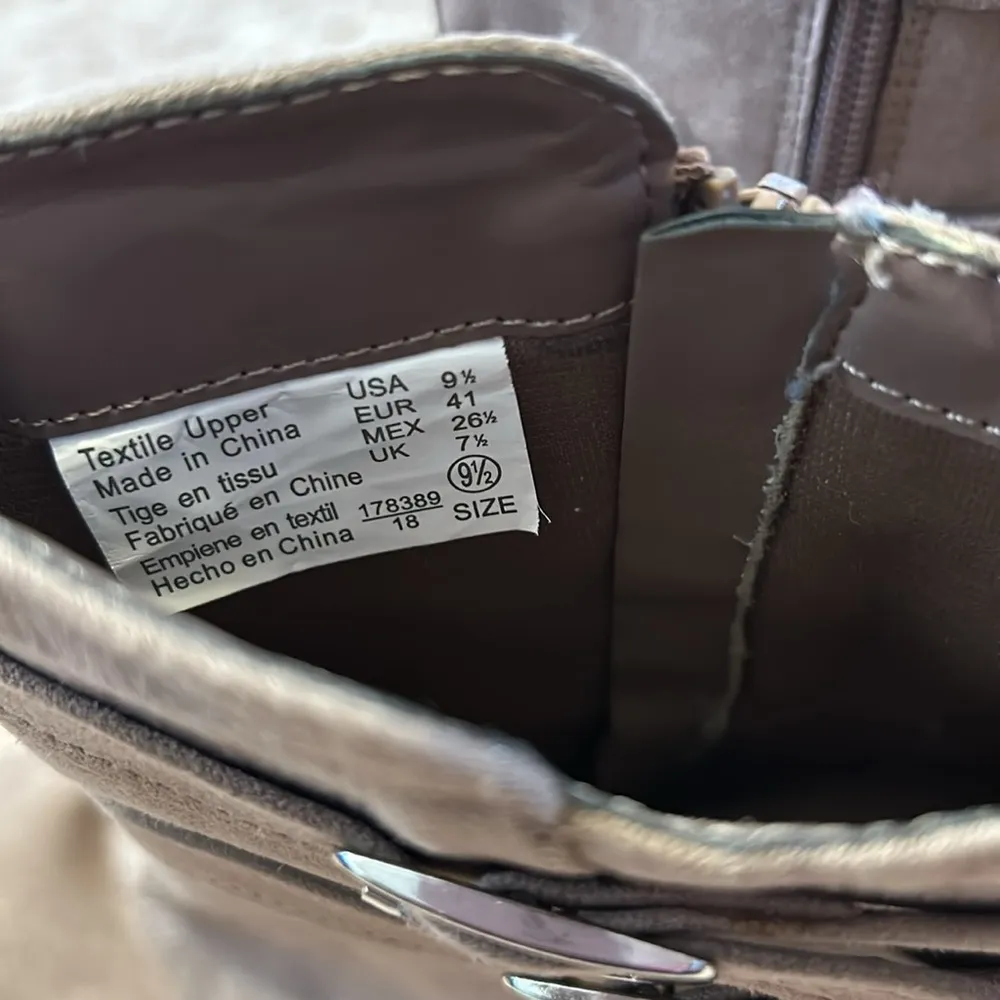 Textile Upper
Made in China
Tige en tissu
Fabriqué en Chine
Empiene en textil
Hecho en China
USA 9½
EUR 41
MEX 26½
UK 7½
9½
178389
18
SIZE